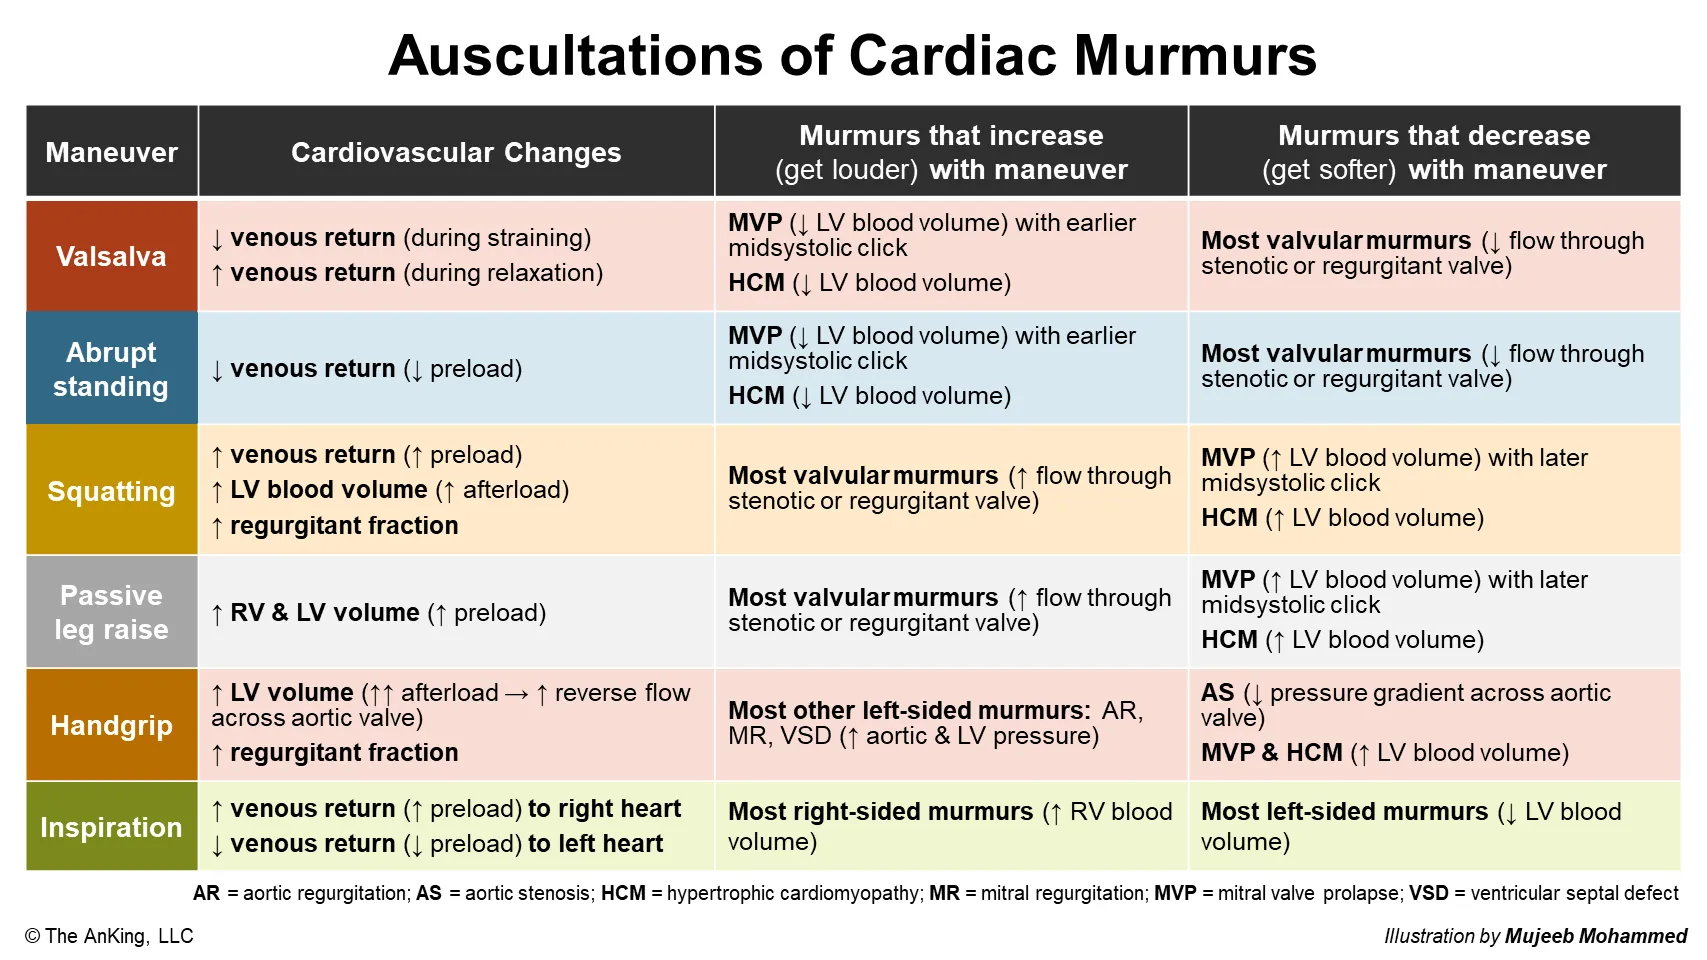 Auscultations of Cardiac Murmurs
Maneuver
Cardiovascular Changes
Murmurs that increase
(get louder) with maneuver
Murmurs that decrease
(get softer) with maneuver
Valsalva
↓ venous return (during straining)
↑ venous return (during relaxation)
MVP (↓ LV blood volume) with earlier
midsystolic click
HCM (↓ LV blood volume)
Most valvular murmurs (↓ flow through
stenotic or regurgitant valve)
Abrupt
standing
↓ venous return (↓ preload)
MVP (↓ LV blood volume) with earlier
midsystolic click
HCM (↓ LV blood volume)
Most valvular murmurs (↓ flow through
stenotic or regurgitant valve)
Squatting
↑ venous return (↑ preload)
↑ LV blood volume (↑ afterload)
↑ regurgitant fraction
Most valvular murmurs (↑ flow through
stenotic or regurgitant valve)
MVP (↑ LV blood volume) with later
midsystolic click
HCM (↑ LV blood volume)
Passive
leg raise
↑ RV & LV volume (↑ preload)
Most valvular murmurs (↑ flow through
stenotic or regurgitant valve)
MVP (↑ LV blood volume) with later
midsystolic click
HCM (↑ LV blood volume)
Handgrip
↑ LV volume (↑↑ afterload → ↑ reverse flow
across aortic valve)
↑ regurgitant fraction
Most other left-sided murmurs: AR,
MR, VSD (↑ aortic & LV pressure)
AS (↓ pressure gradient across aortic
valve)
MVP & HCM (↑ LV blood volume)
Inspiration
↑ venous return (↑ preload) to right heart
↓ venous return (↓ preload) to left heart
Most right-sided murmurs (↑ RV blood
volume)
Most left-sided murmurs (↓ LV blood
volume)
AR = aortic regurgitation; AS = aortic stenosis; HCM = hypertrophic cardiomyopathy; MR = mitral regurgitation; MVP = mitral valve prolapse; VSD = ventricular septal defect
© The AnKing, LLC
Illustration by Mujeeb Mohammed